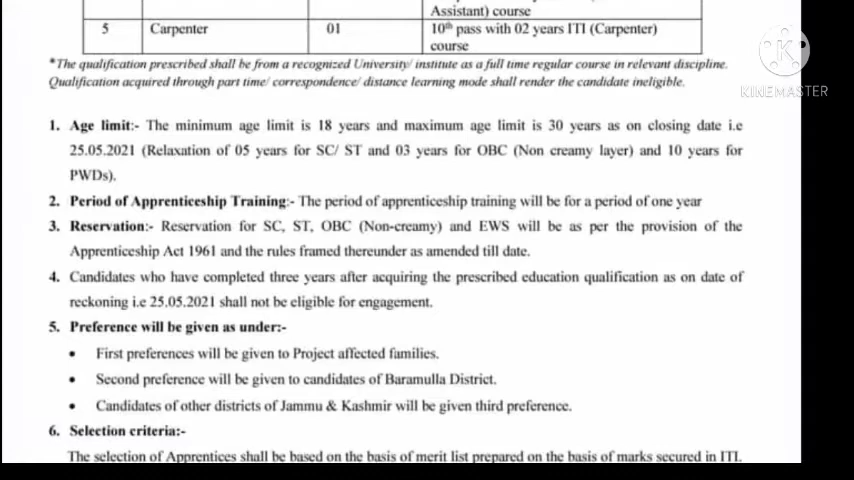 Assistant) course
5 Carpenter 01 10th pass with 02 years ITI (Carpenter)
course
*The qualification prescribed shall be from a recognized University/ institute as a full time regular course in relevant discipline.
Qualification acquired through part time/ correspondence/ distance learning mode shall render the candidate ineligible.
KINEMASTER
1. Age limit:- The minimum age limit is 18 years and maximum age limit is 30 years as on closing date i.e
25.05.2021 (Relaxation of 05 years for SC/ ST and 03 years for OBC (Non creamy layer) and 10 years for
PWDs).
2. Period of Apprenticeship Training:- The period of apprenticeship training will be for a period of one year
3. Reservation:- Reservation for SC, ST, OBC (Non-creamy) and EWS will be as per the provision of the
Apprenticeship Act 1961 and the rules framed thereunder as amended till date.
4. Candidates who have completed three years after acquiring the prescribed education qualification as on date of
reckoning i.e 25.05.2021 shall not be eligible for engagement.
5. Preference will be given as under:-
• First preferences will be given to Project affected families.
• Second preference will be given to candidates of Baramulla District.
• Candidates of other districts of Jammu & Kashmir will be given third preference.
6. Selection criteria:-
The selection of Apprentices shall be based on the basis of merit list prepared on the basis of marks secured in ITI.